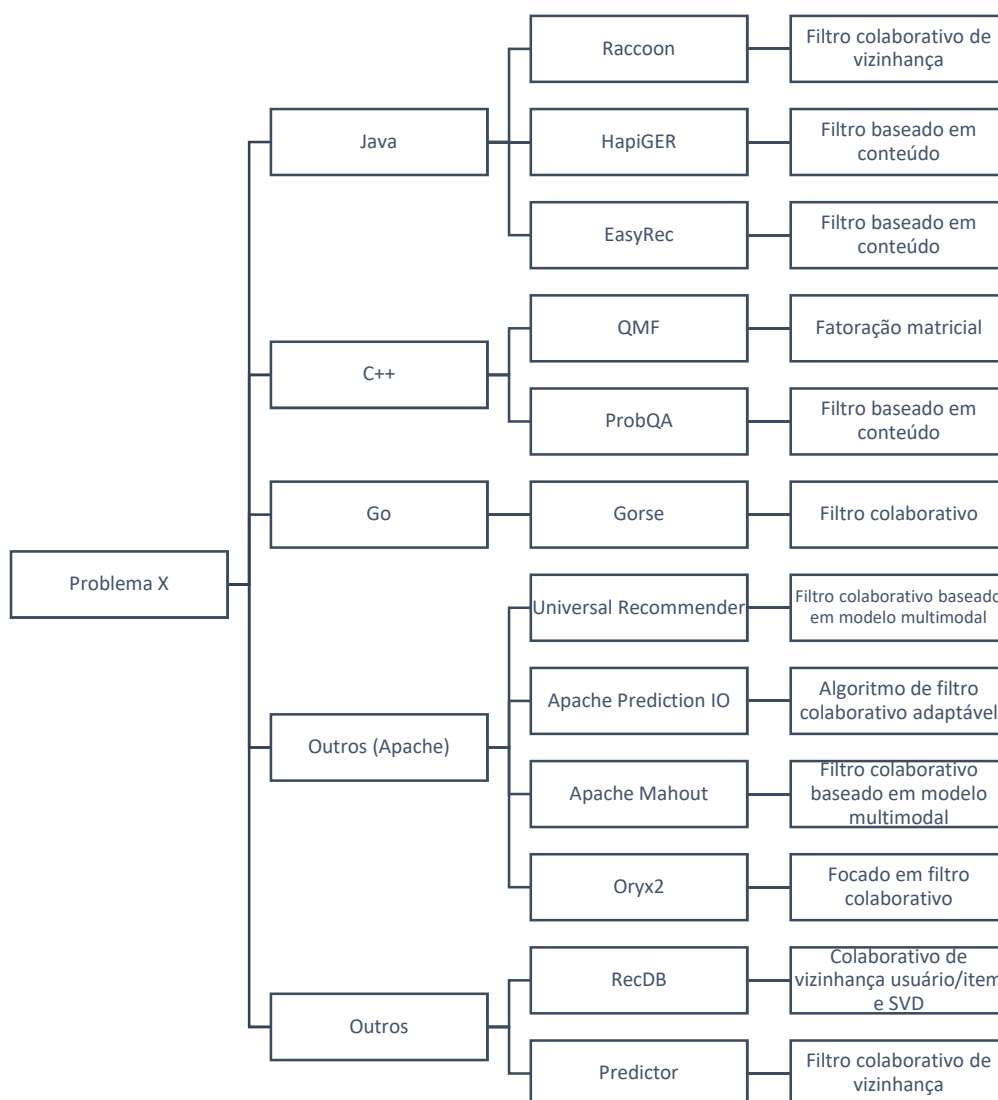 Raccoon
Filtro colaborativo de
vizinhança
Java
HapiGER
Filtro baseado em
conteúdo
EasyRec
Filtro baseado em
conteúdo
QMF
Fatoração matricial
C++
ProbQA
Filtro baseado em
conteúdo
Go
Gorse
Filtro colaborativo
Problema X
Universal Recommender
Filtro colaborativo baseado
em modelo multimodal
Apache Prediction IO
Algoritmo de filtro
colaborativo adaptável
Outros (Apache)
Apache Mahout
Filtro colaborativo
baseado em modelo
multimodal
Oryx2
Focado em filtro
colaborativo
RecDB
Colaborativo de
vizinhança usuário/item
e SVD
Outros
Predictor
Filtro colaborativo de
vizinhança